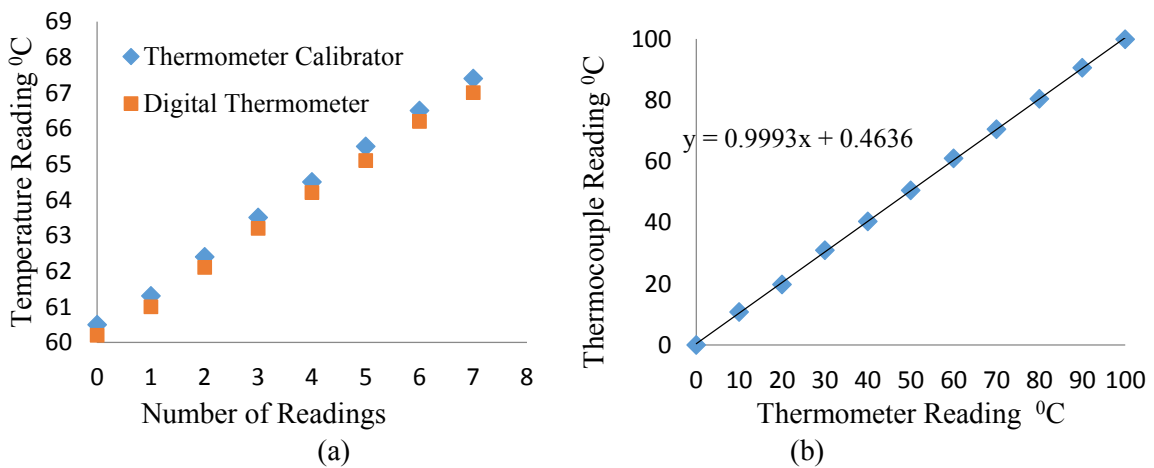 69
68
67
66
65
64
63
62
61
60
Temperature Reading ⁰C
Thermometer Calibrator
Digital Thermometer
0 1 2 3 4 5 6 7 8
Number of Readings
(a)
100
80
60
40
20
0
Thermocouple Reading ⁰C
y = 0.9993x + 0.4636
0 10 20 30 40 50 60 70 80 90 100
Thermometer Reading ⁰C
(b)